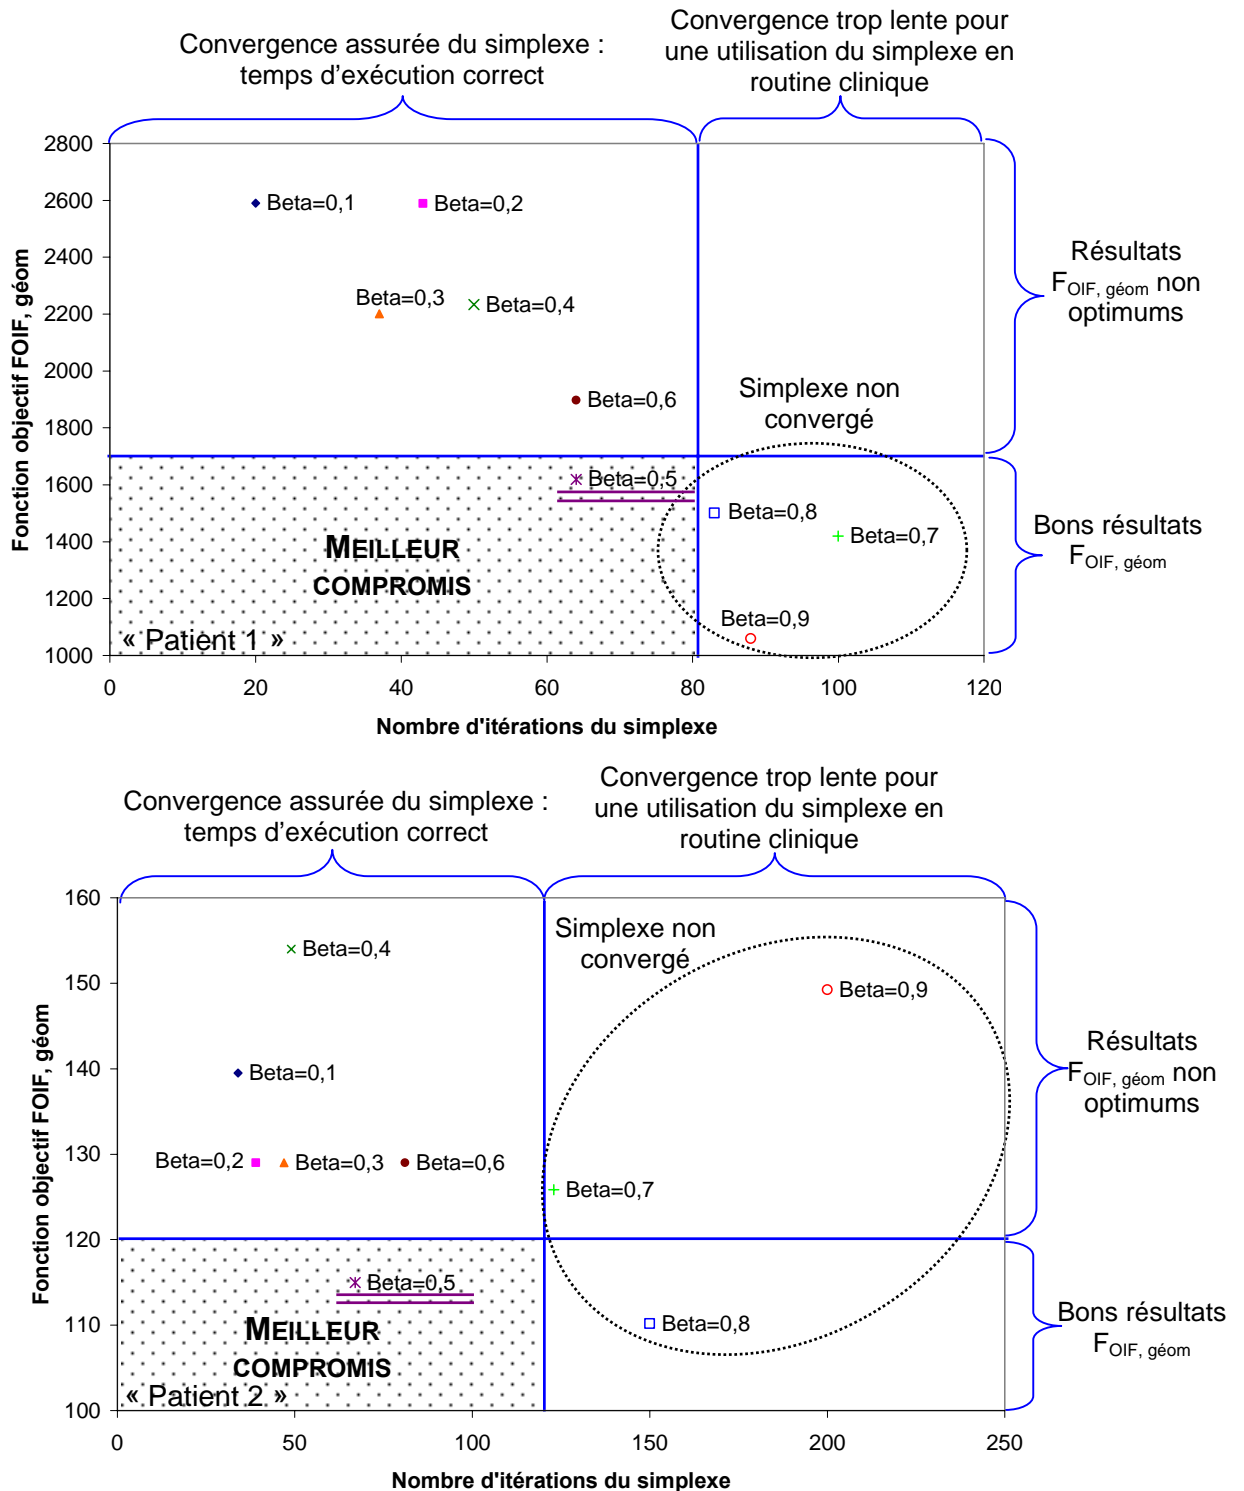 Convergence assurée du simplexe :
temps d'exécution correct
Convergence trop lente pour
une utilisation du simplexe en
routine clinique
Fonction objectif FOIF, géom
2800
2600
2400
2200
2000
1800
1600
1400
1200
1000
Beta=0,1
Beta=0,2
Beta=0,3
Beta=0,4
Beta=0,6
Simplexe non
convergé
Beta=0,5
Beta=0,8
Beta=0,7
Beta=0,9
MEILLEUR
COMPROMIS
« Patient 1 »
Résultats
FOIF, géom non
optimums
Bons résultats
FOIF, géom
0 20 40 60 80 100 120
Nombre d'itérations du simplexe
Convergence assurée du simplexe :
temps d'exécution correct
Convergence trop lente pour
une utilisation du simplexe en
routine clinique
Fonction objectif FOIF, géom
160
150
140
130
120
110
100
Simplexe non
convergé
Beta=0,4
Beta=0,9
Beta=0,1
Beta=0,2
Beta=0,3
Beta=0,6
Beta=0,7
Beta=0,5
Beta=0,8
MEILLEUR
COMPROMIS
« Patient 2 »
Résultats
FOIF, géom non
optimums
Bons résultats
FOIF, géom
0 50 100 150 200 250
Nombre d'itérations du simplexe